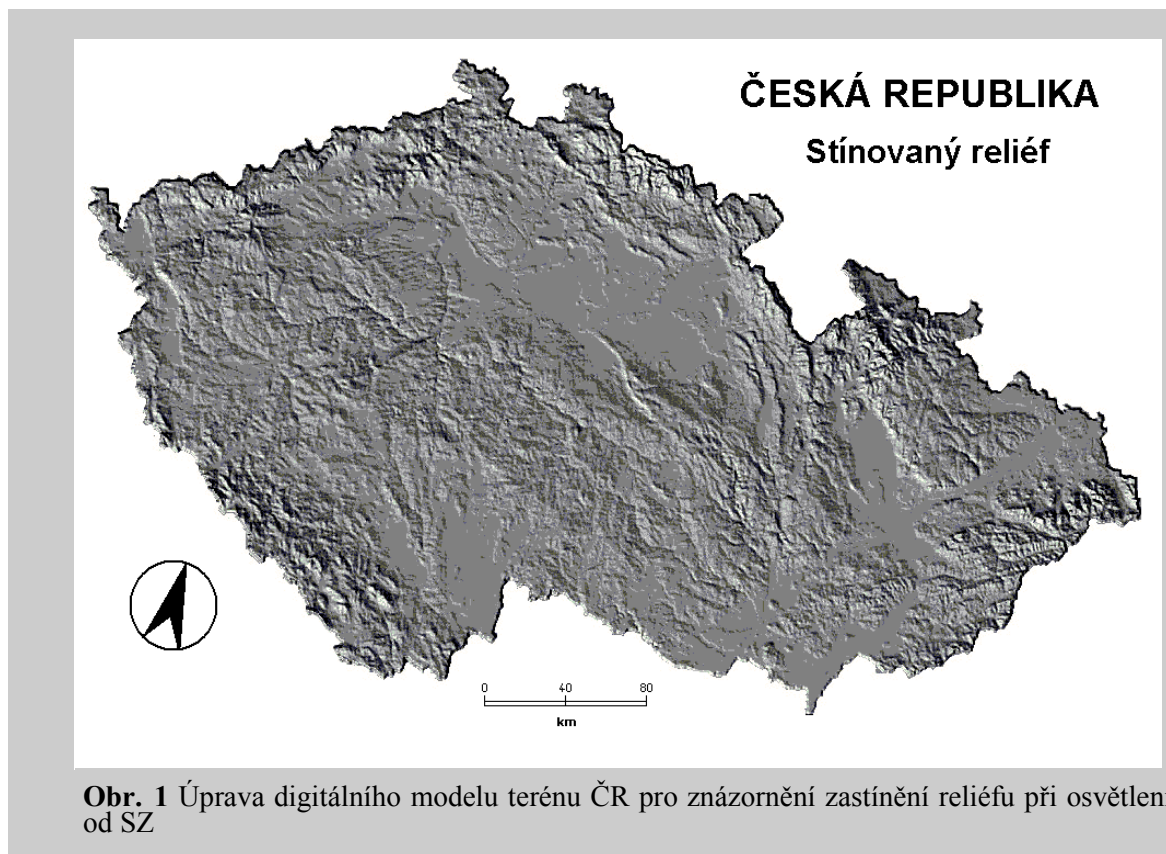 ČESKÁ REPUBLIKA
Stínovaný reliéf
0 40 80
km
Obr. 1 Úprava digitálního modelu terénu ČR pro znázornění zastínění reliéfu při osvětlení
od SZ